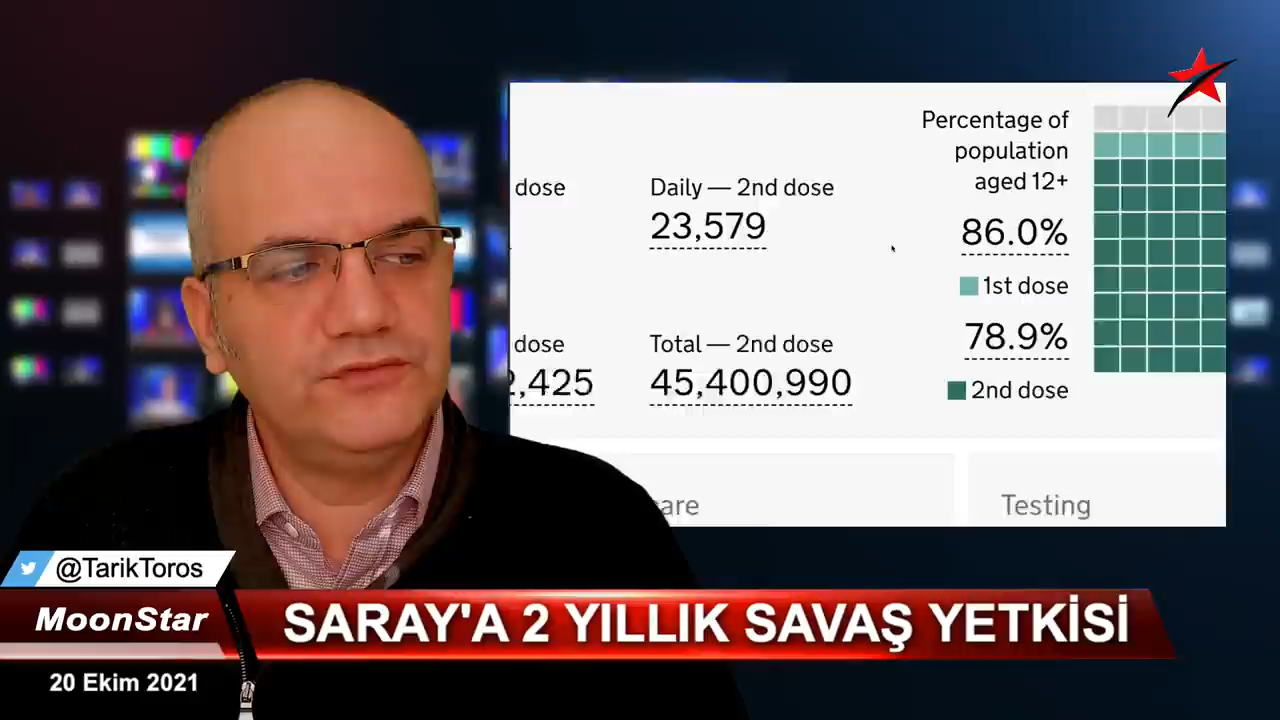 Percentage of
population
aged 12+
dose
Daily — 2nd dose
23,579
86.0%
1st dose
dose
Total — 2nd dose
78.9%
2,425
45,400,990
2nd dose
Testing
@TarikToros
MoonStar
SARAY'A 2 YILLIK SAVAŞ YETKİSİ
20 Ekim 2021